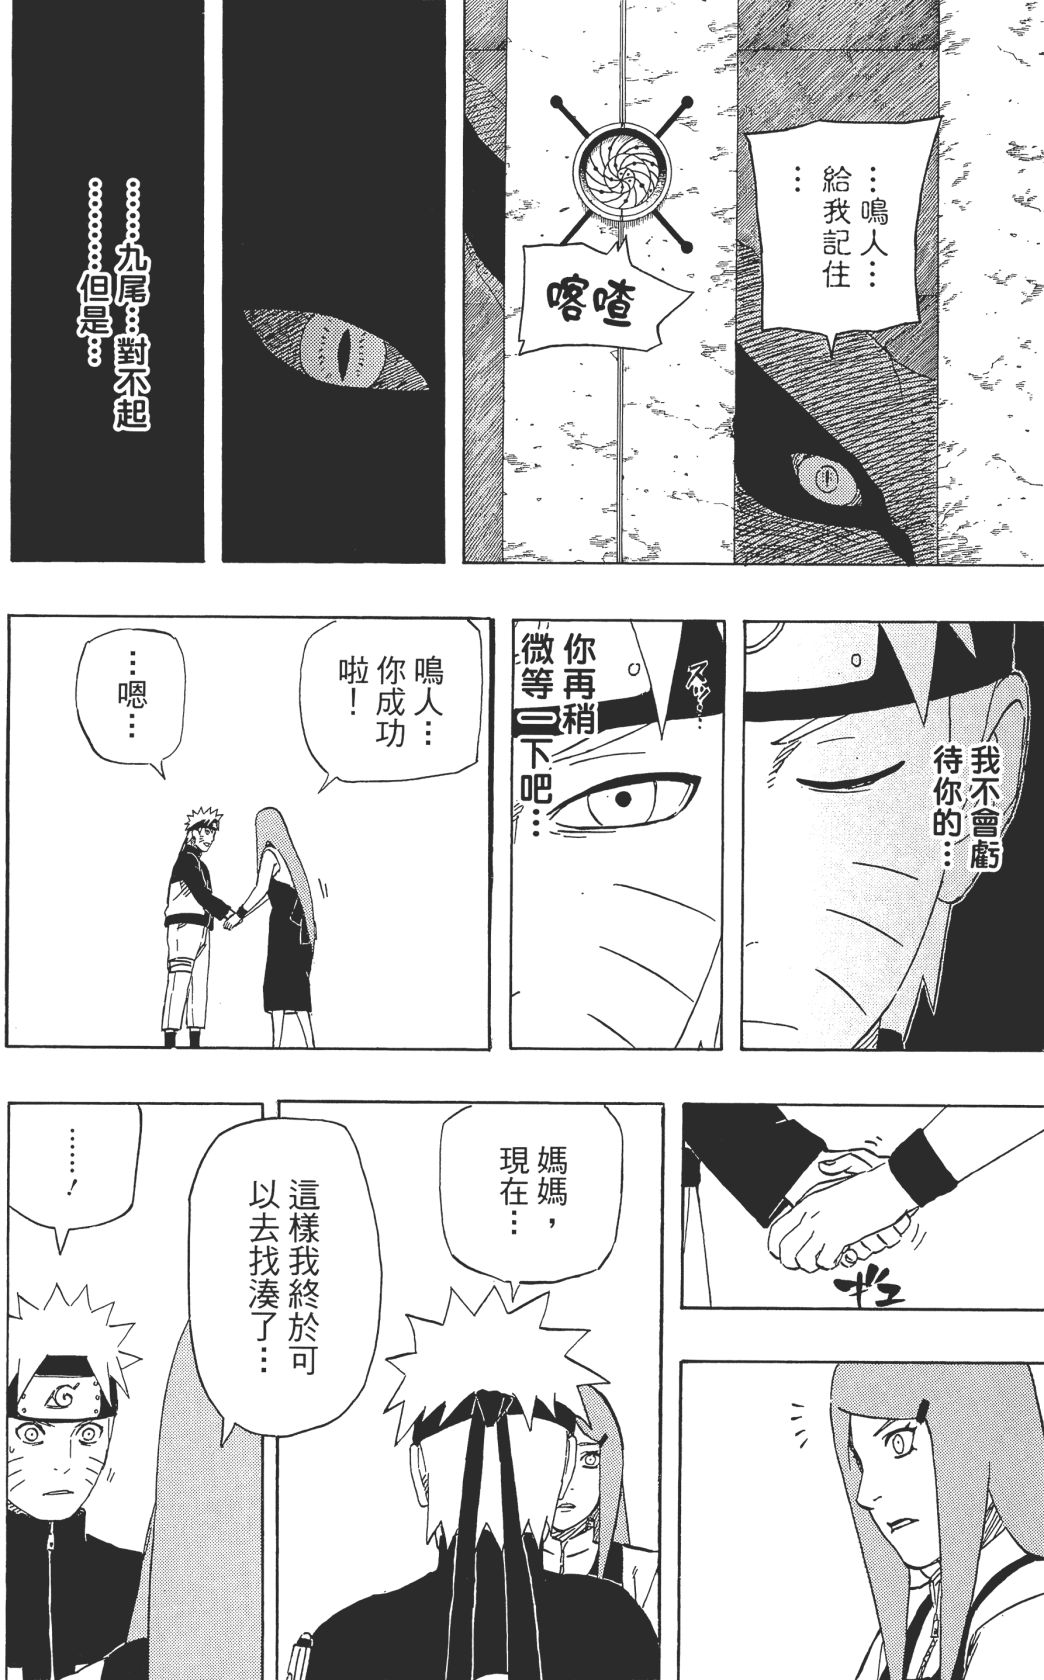 …鳴人…
給我記住
…
喀喳
……九尾…對不起
………但是…
我不會虧
待你的…
你再稍
微等一下吧…
鳴人…
你成功
啦！
…嗯…
ギュ
媽媽，
現在…
這樣我終於可
以去找湊了…
……！